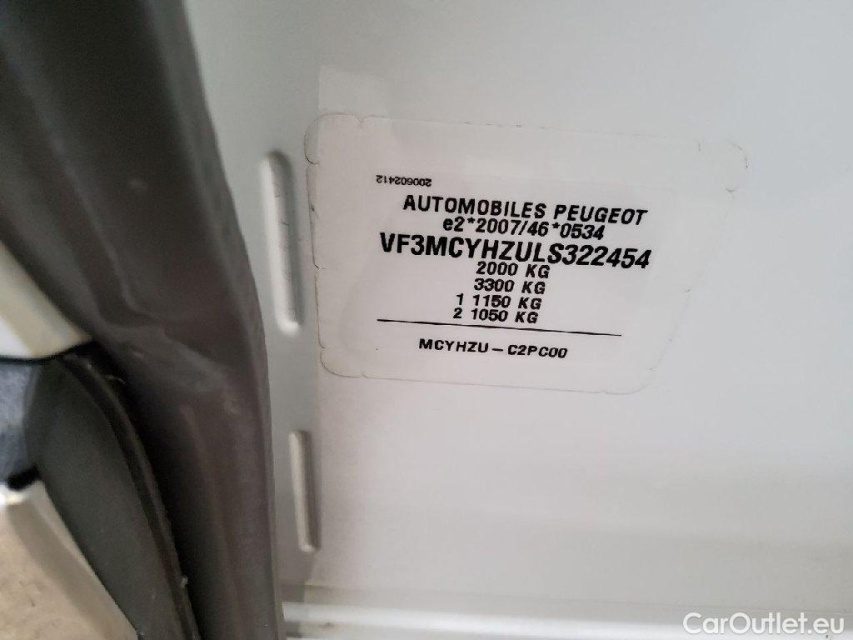 200602412
AUTOMOBILES PEUGEOT
e2*2007/46*0534
VF3MCYHZULS322454
2000 KG
3300 KG
1 1150 KG
2 1050 KG
MCYHZU-C2PC00
CarOutlet.eu